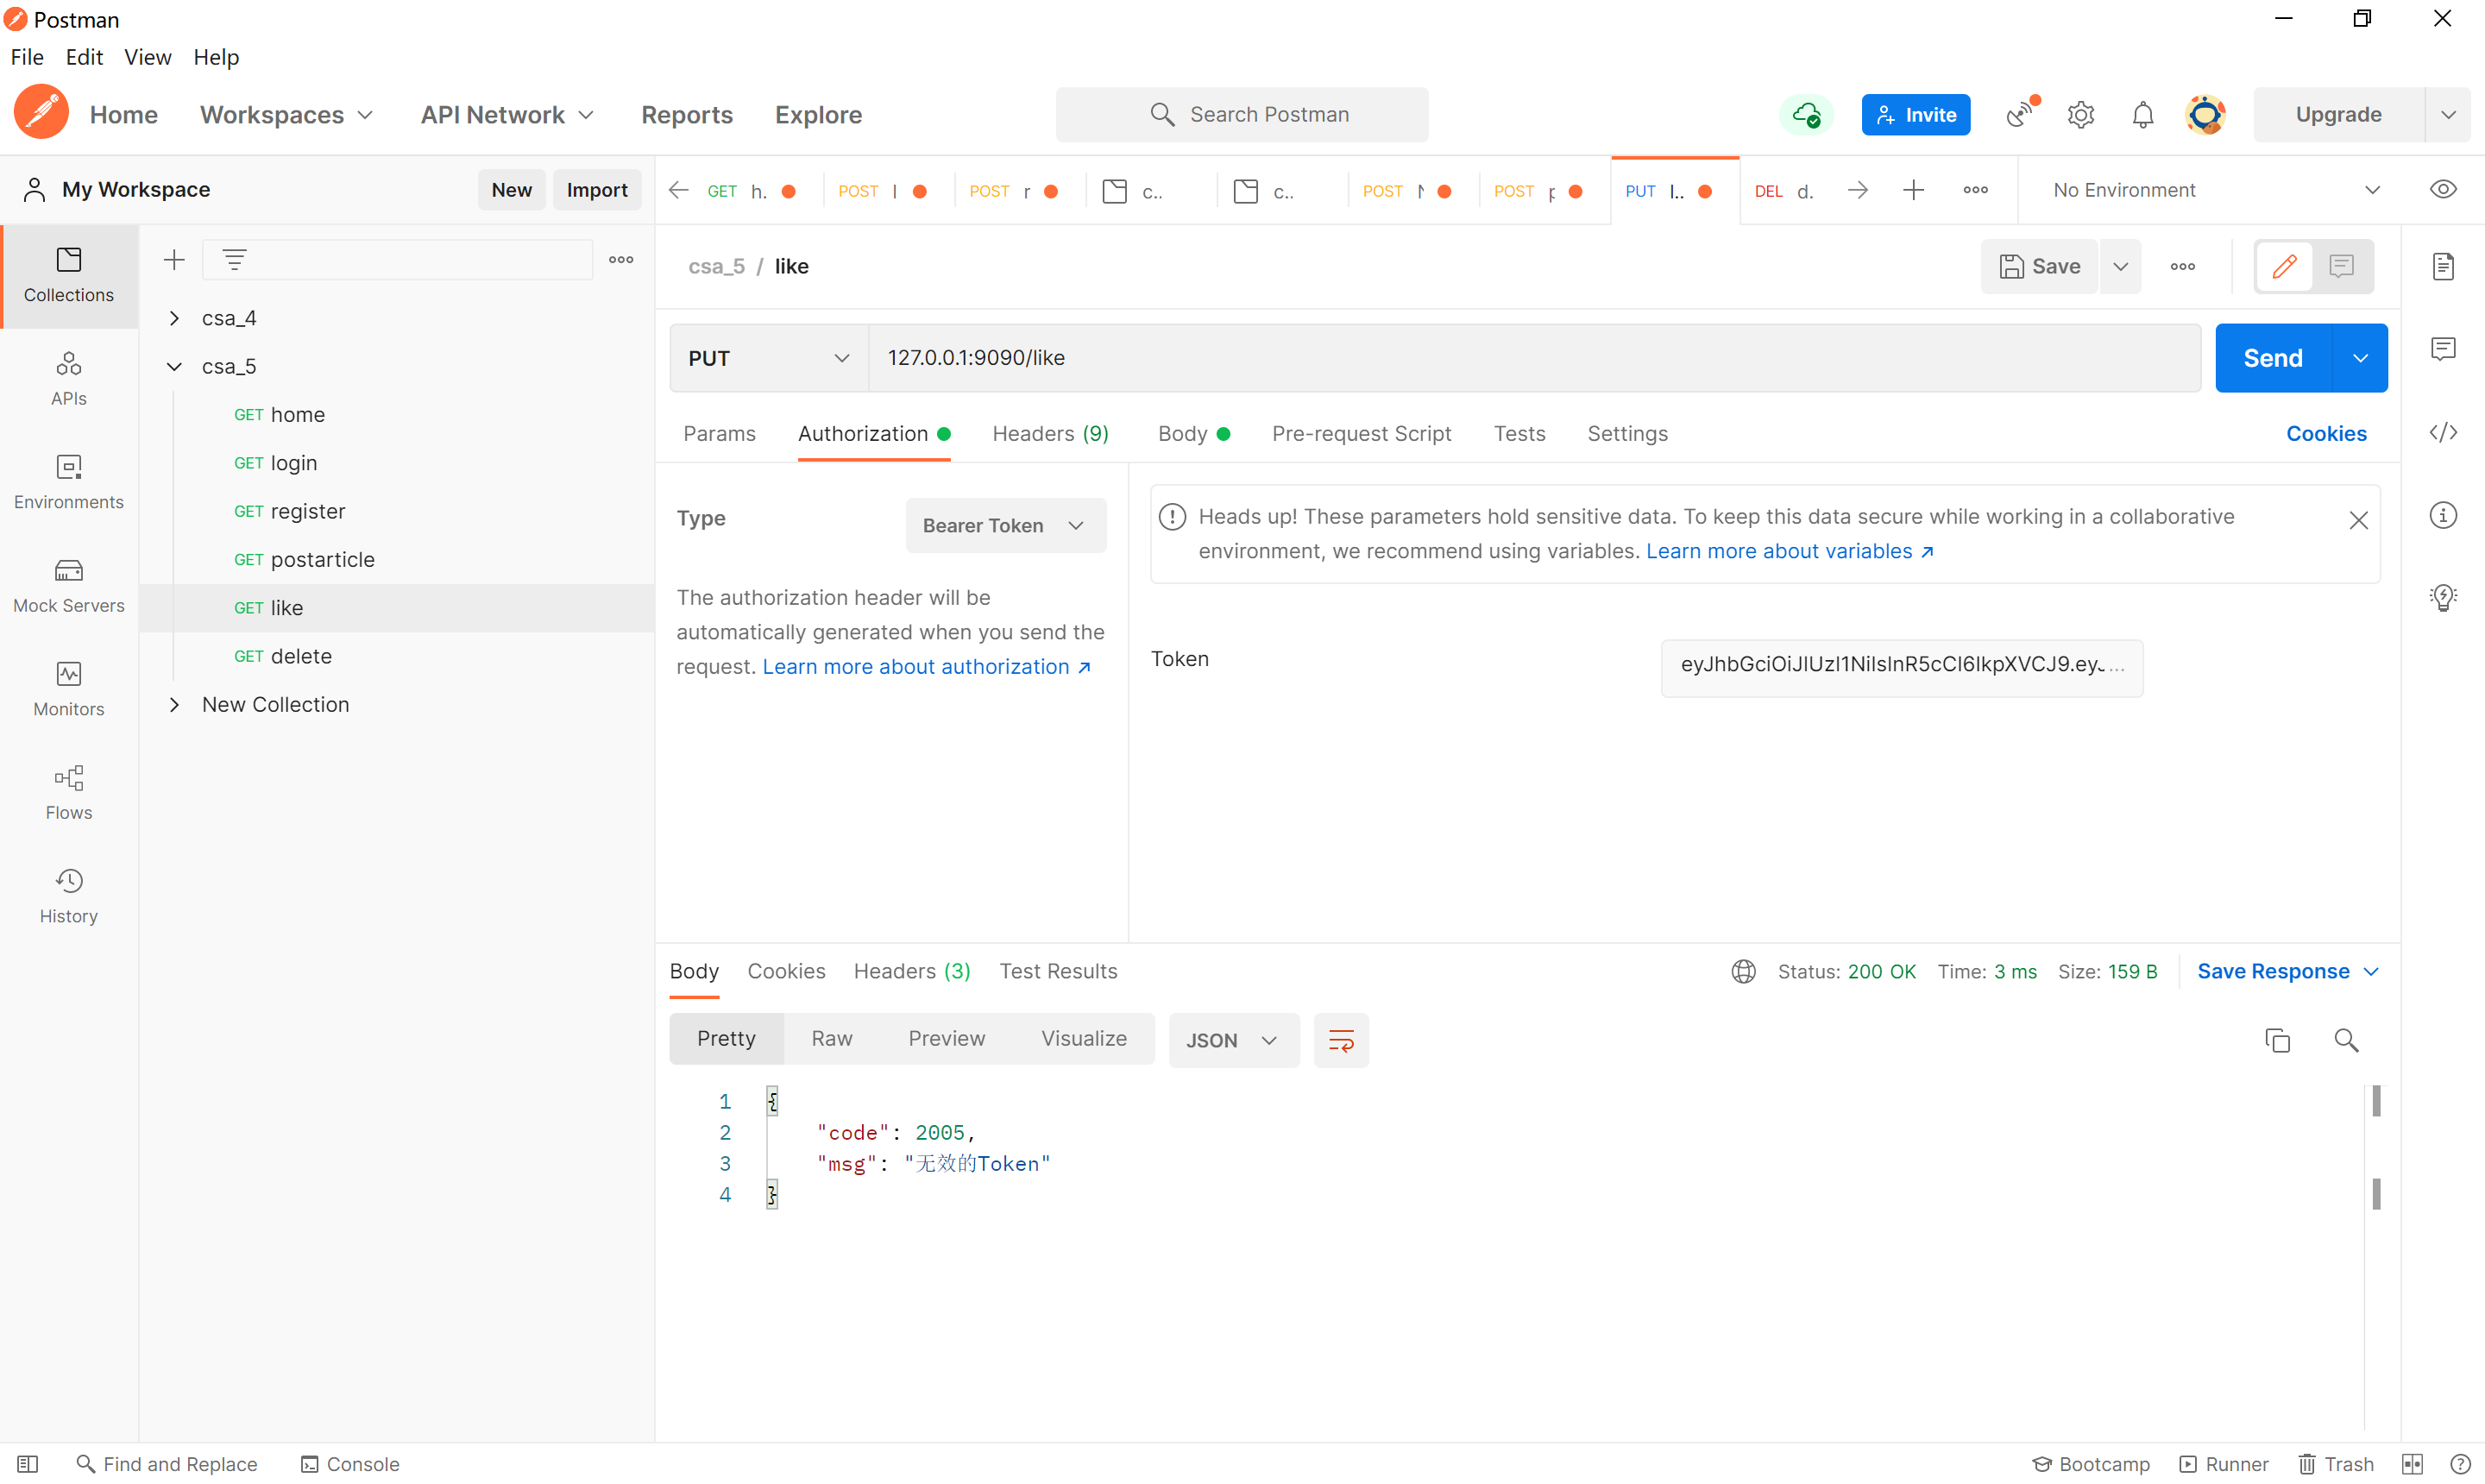 Postman
File Edit View Help
Home Workspaces API Network Reports Explore Search Postman Invite Upgrade
My Workspace New Import GET h. POST l POST r c.. c.. POST POST PUT l.. DEL d. No Environment
Collections
APIs
Environments
Mock Servers
Monitors
Flows
History
csa_4
csa_5
GET home
GET login
GET register
GET postarticle
GET like
GET delete
New Collection
csa_5 / like Save
PUT 127.0.0.1:9090/like Send
Params Authorization Headers (9) Body Pre-request Script Tests Settings Cookies
Type Bearer Token
The authorization header will be
automatically generated when you send the
request. Learn more about authorization ↗
Heads up! These parameters hold sensitive data. To keep this data secure while working in a collaborative
environment, we recommend using variables. Learn more about variables ↗
Token eyJhbGciOiJIUzI1NiIsInR5cCI6IkpXVCJ9.eyJ...
Body Cookies Headers (3) Test Results Status: 200 OK Time: 3 ms Size: 159 B Save Response
Pretty Raw Preview Visualize JSON
1 {
2 "code": 2005,
3 "msg": "无效的Token"
4 }
Find and Replace Console Bootcamp Runner Trash